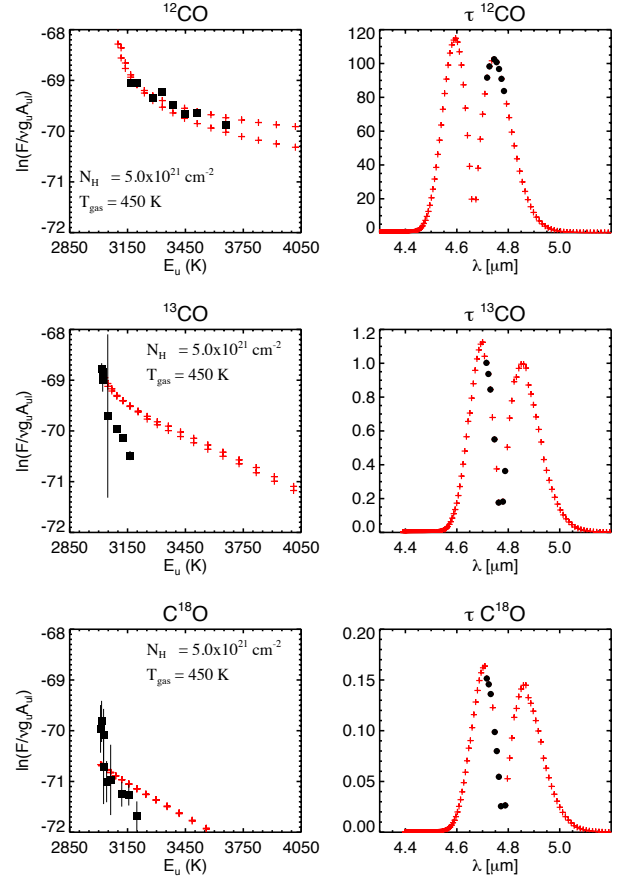 ¹²CO
τ ¹²CO
ln(F/νgᵤAᵤₗ)
-68
-69
-70
-71
-72
N_H = 5.0x10²¹ cm⁻²
T_gas = 450 K
2850 3150 3450 3750 4050
E_u (K)
120
100
80
60
40
20
0
4.4 4.6 4.8 5.0
λ [μm]
¹³CO
τ ¹³CO
ln(F/νgᵤAᵤₗ)
-68
-69
-70
-71
-72
N_H = 5.0x10²¹ cm⁻²
T_gas = 450 K
2850 3150 3450 3750 4050
E_u (K)
1.2
1.0
0.8
0.6
0.4
0.2
0.0
4.4 4.6 4.8 5.0
λ [μm]
C¹⁸O
τ C¹⁸O
ln(F/νgᵤAᵤₗ)
-69
-70
-71
-72
N_H = 5.0x10²¹ cm⁻²
T_gas = 450 K
2850 3150 3450 3750 4050
E_u (K)
0.20
0.15
0.10
0.05
0.00
4.4 4.6 4.8 5.0
λ [μm]